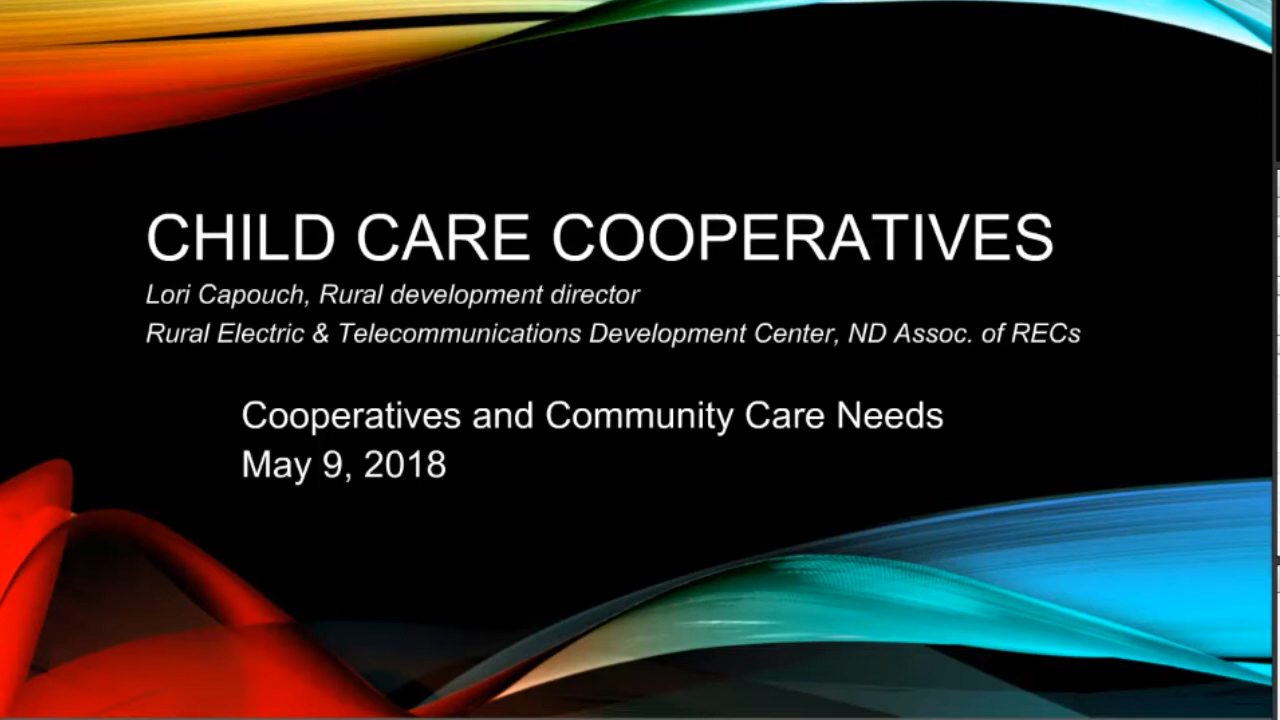 CHILD CARE COOPERATIVES
Lori Capouch, Rural development director
Rural Electric & Telecommunications Development Center, ND Assoc. of RECs
Cooperatives and Community Care Needs
May 9, 2018